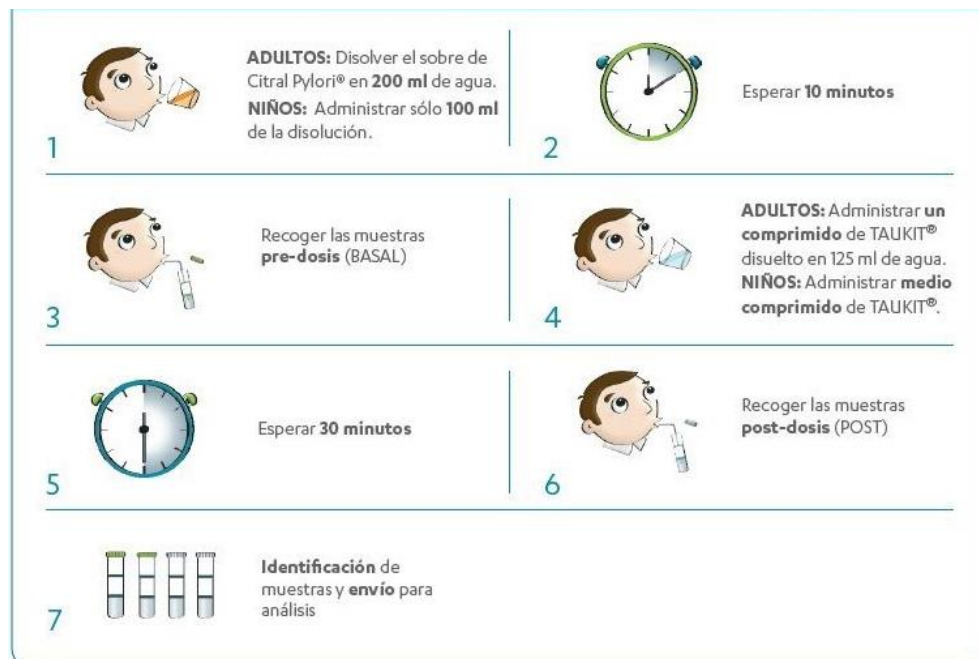 ADULTOS: Disolver el sobre de
Citral Pylori® en 200 ml de agua.
NIÑOS: Administrar sólo 100 ml
de la disolución.
1
Esperar 10 minutos
2
Recoger las muestras
pre-dosis (BASAL)
3
ADULTOS: Administrar un
comprimido de TAUKIT®
disuelto en 125 ml de agua.
NIÑOS: Administrar medio
comprimido de TAUKIT®.
4
Esperar 30 minutos
5
Recoger las muestras
post-dosis (POST)
6
Identificación de
muestras y envío para
análisis
7